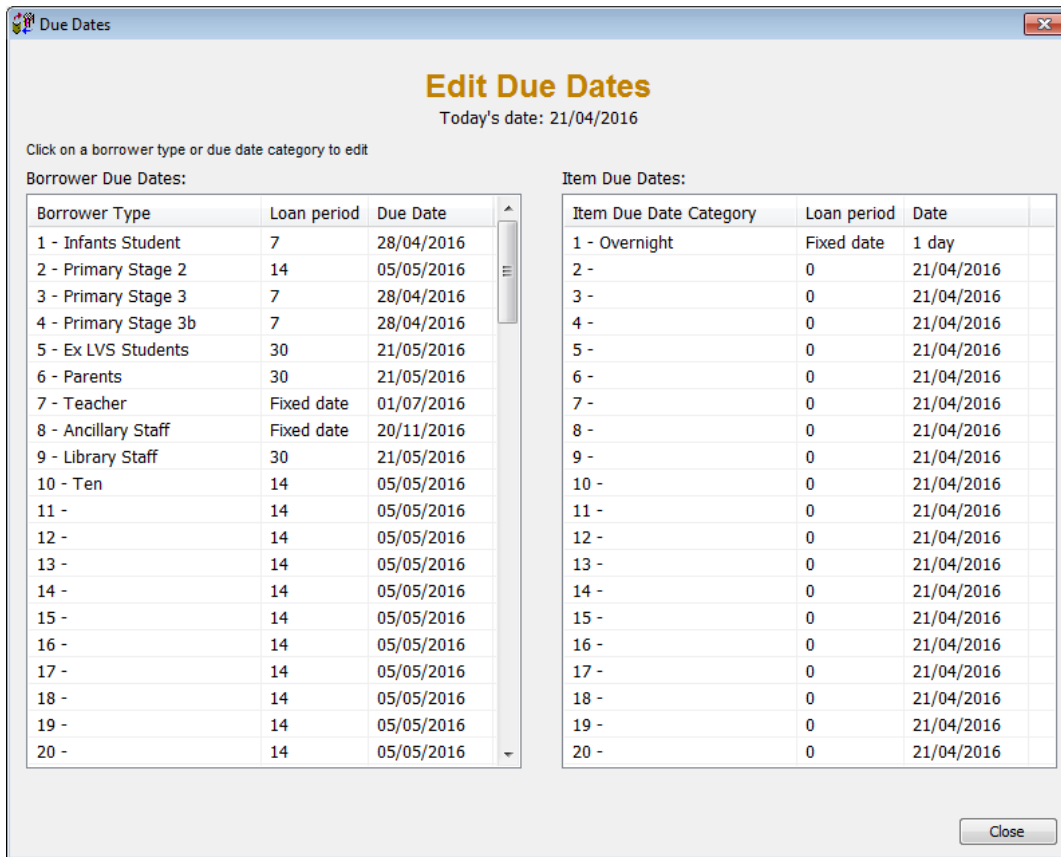 Due Dates
Edit Due Dates
Today's date: 21/04/2016
Click on a borrower type or due date category to edit
Borrower Due Dates:
Borrower Type Loan period Due Date
1 - Infants Student 7 28/04/2016
2 - Primary Stage 2 14 05/05/2016
3 - Primary Stage 3 7 28/04/2016
4 - Primary Stage 3b 7 28/04/2016
5 - Ex LVS Students 30 21/05/2016
6 - Parents 30 21/05/2016
7 - Teacher Fixed date 01/07/2016
8 - Ancillary Staff Fixed date 20/11/2016
9 - Library Staff 30 21/05/2016
10 - Ten 14 05/05/2016
11 - 14 05/05/2016
12 - 14 05/05/2016
13 - 14 05/05/2016
14 - 14 05/05/2016
15 - 14 05/05/2016
16 - 14 05/05/2016
17 - 14 05/05/2016
18 - 14 05/05/2016
19 - 14 05/05/2016
20 - 14 05/05/2016
Item Due Dates:
Item Due Date Category Loan period Date
1 - Overnight Fixed date 1 day
2 - 0 21/04/2016
3 - 0 21/04/2016
4 - 0 21/04/2016
5 - 0 21/04/2016
6 - 0 21/04/2016
7 - 0 21/04/2016
8 - 0 21/04/2016
9 - 0 21/04/2016
10 - 0 21/04/2016
11 - 0 21/04/2016
12 - 0 21/04/2016
13 - 0 21/04/2016
14 - 0 21/04/2016
15 - 0 21/04/2016
16 - 0 21/04/2016
17 - 0 21/04/2016
18 - 0 21/04/2016
19 - 0 21/04/2016
20 - 0 21/04/2016
Close